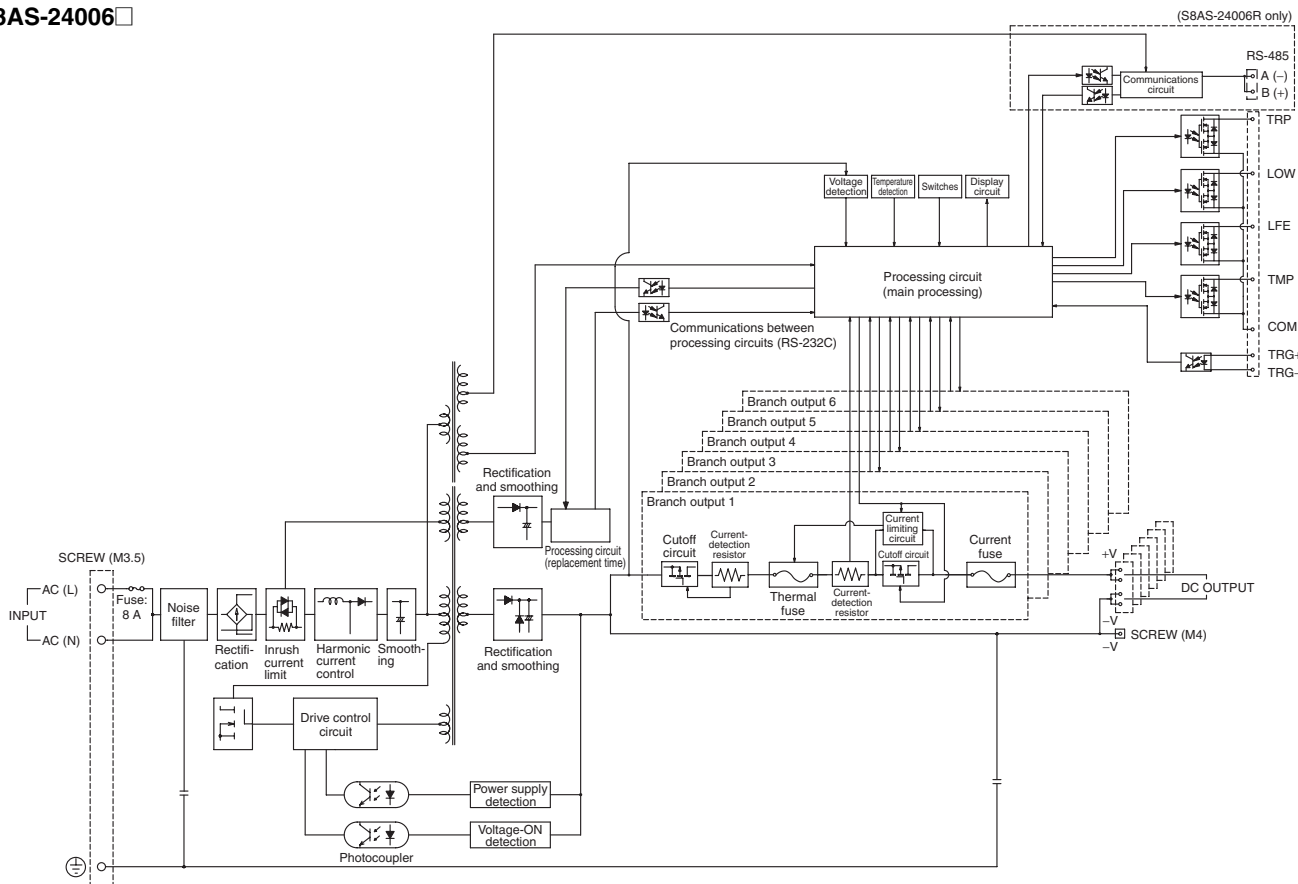 8AS-24006□
(S8AS-24006R only)
RS-485
A (−)
B (+)
Communications
circuit
TRP
LOW
LFE
TMP
COM
TRG+
TRG−
Voltage
detection
Temperature
detection
Switches
Display
circuit
Processing circuit
(main processing)
Communications between
processing circuits (RS-232C)
Branch output 6
Branch output 5
Branch output 4
Branch output 3
Branch output 2
Branch output 1
Rectification
and smoothing
Processing circuit
(replacement time)
Cutoff
circuit
Current-
detection
resistor
Thermal
fuse
Current
limiting
circuit
Current-
detection
resistor
Cutoff circuit
Current
fuse
+V
DC OUTPUT
−V
SCREW (M4)
−V
SCREW (M3.5)
AC (L)
INPUT
AC (N)
Fuse:
8 A
Noise
filter
Rectifi-
cation
Inrush
current
limit
Harmonic
current
control
Smooth-
ing
Rectification
and smoothing
Drive control
circuit
Power supply
detection
Voltage-ON
detection
Photocoupler